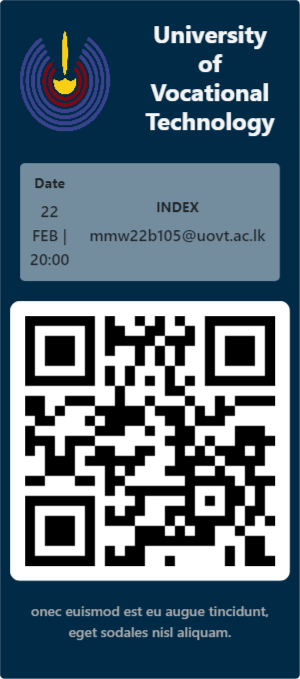 University
of
Vocational
Technology
Date
22
FEB |
20:00
INDEX
mmw22b105@uovt.ac.lk
onec euismod est eu augue tincidunt,
eget sodales nisl aliquam.